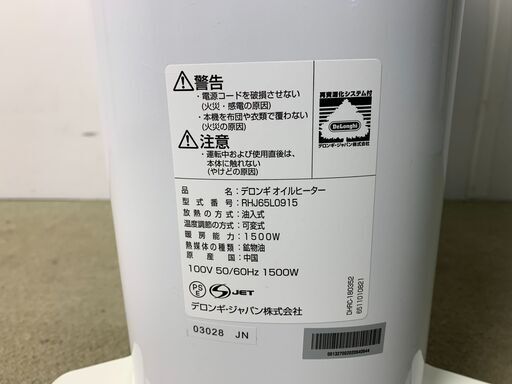 警告
・電源コードを破損させない
(火災・感電の原因)
・本機を布団や衣類で覆わない
(火災の原因)
注意
・運転中および使用直後は、
本体に触れない
(やけどの原因)
再資源化システム付
DeLonghi
デロンギ・ジャパン株式会社
品名：デロンギ オイルヒーター
型式番号：RHJ65L0915
放熱の方式：油入式
温度調節の方式：可変式
暖房能力：1500W
熱媒体の種類：鉱物油
原産国：中国
100V 50/60Hz 1500W
PS
E
S JET
デロンギ・ジャパン株式会社
DHRC-180352
6511010821
03028 JN